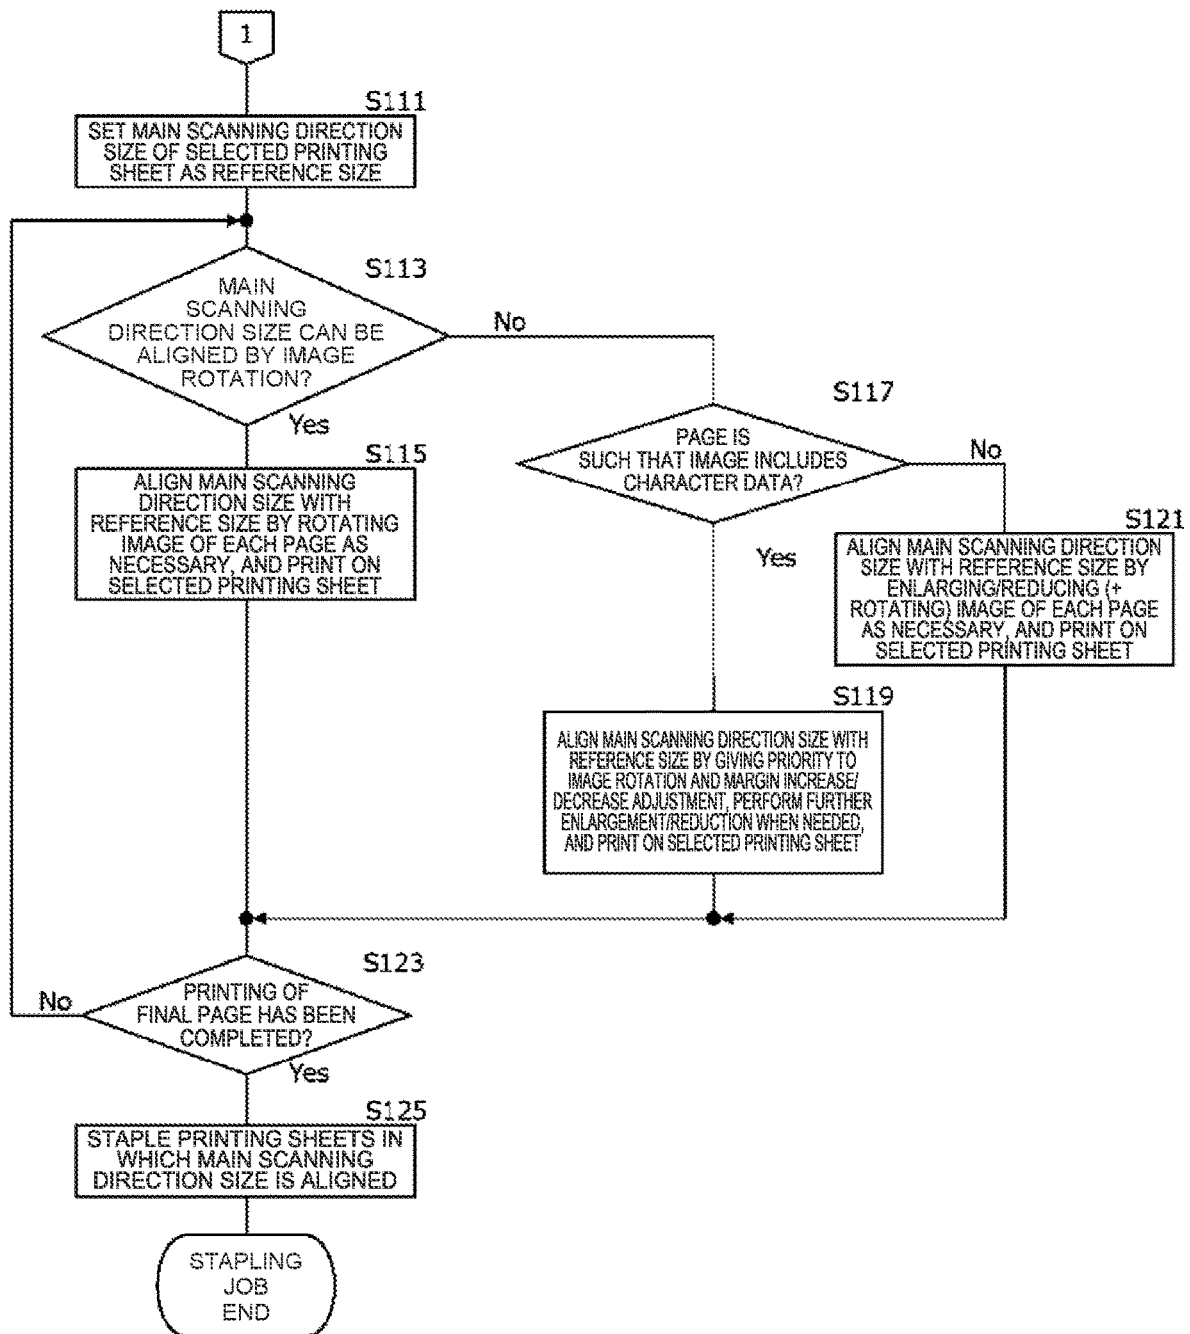 1
S111
SET MAIN SCANNING DIRECTION
SIZE OF SELECTED PRINTING
SHEET AS REFERENCE SIZE
S113
MAIN
SCANNING
DIRECTION SIZE CAN BE
ALIGNED BY IMAGE
ROTATION?
No
Yes
S115
ALIGN MAIN SCANNING
DIRECTION SIZE WITH
REFERENCE SIZE BY ROTATING
IMAGE OF EACH PAGE AS
NECESSARY, AND PRINT ON
SELECTED PRINTING SHEET
S117
PAGE IS
SUCH THAT IMAGE INCLUDES
CHARACTER DATA?
No
Yes
S121
ALIGN MAIN SCANNING DIRECTION
SIZE WITH REFERENCE SIZE BY
ENLARGING/REDUCING (+
ROTATING) IMAGE OF EACH PAGE
AS NECESSARY, AND PRINT ON
SELECTED PRINTING SHEET
S119
ALIGN MAIN SCANNING DIRECTION SIZE WITH
REFERENCE SIZE BY GIVING PRIORITY TO
IMAGE ROTATION AND MARGIN INCREASE/
DECREASE ADJUSTMENT, PERFORM FURTHER
ENLARGEMENT/REDUCTION WHEN NEEDED,
AND PRINT ON SELECTED PRINTING SHEET
S123
PRINTING OF
FINAL PAGE HAS BEEN
COMPLETED?
No
Yes
S125
STAPLE PRINTING SHEETS IN
WHICH MAIN SCANNING
DIRECTION SIZE IS ALIGNED
STAPLING
JOB
END